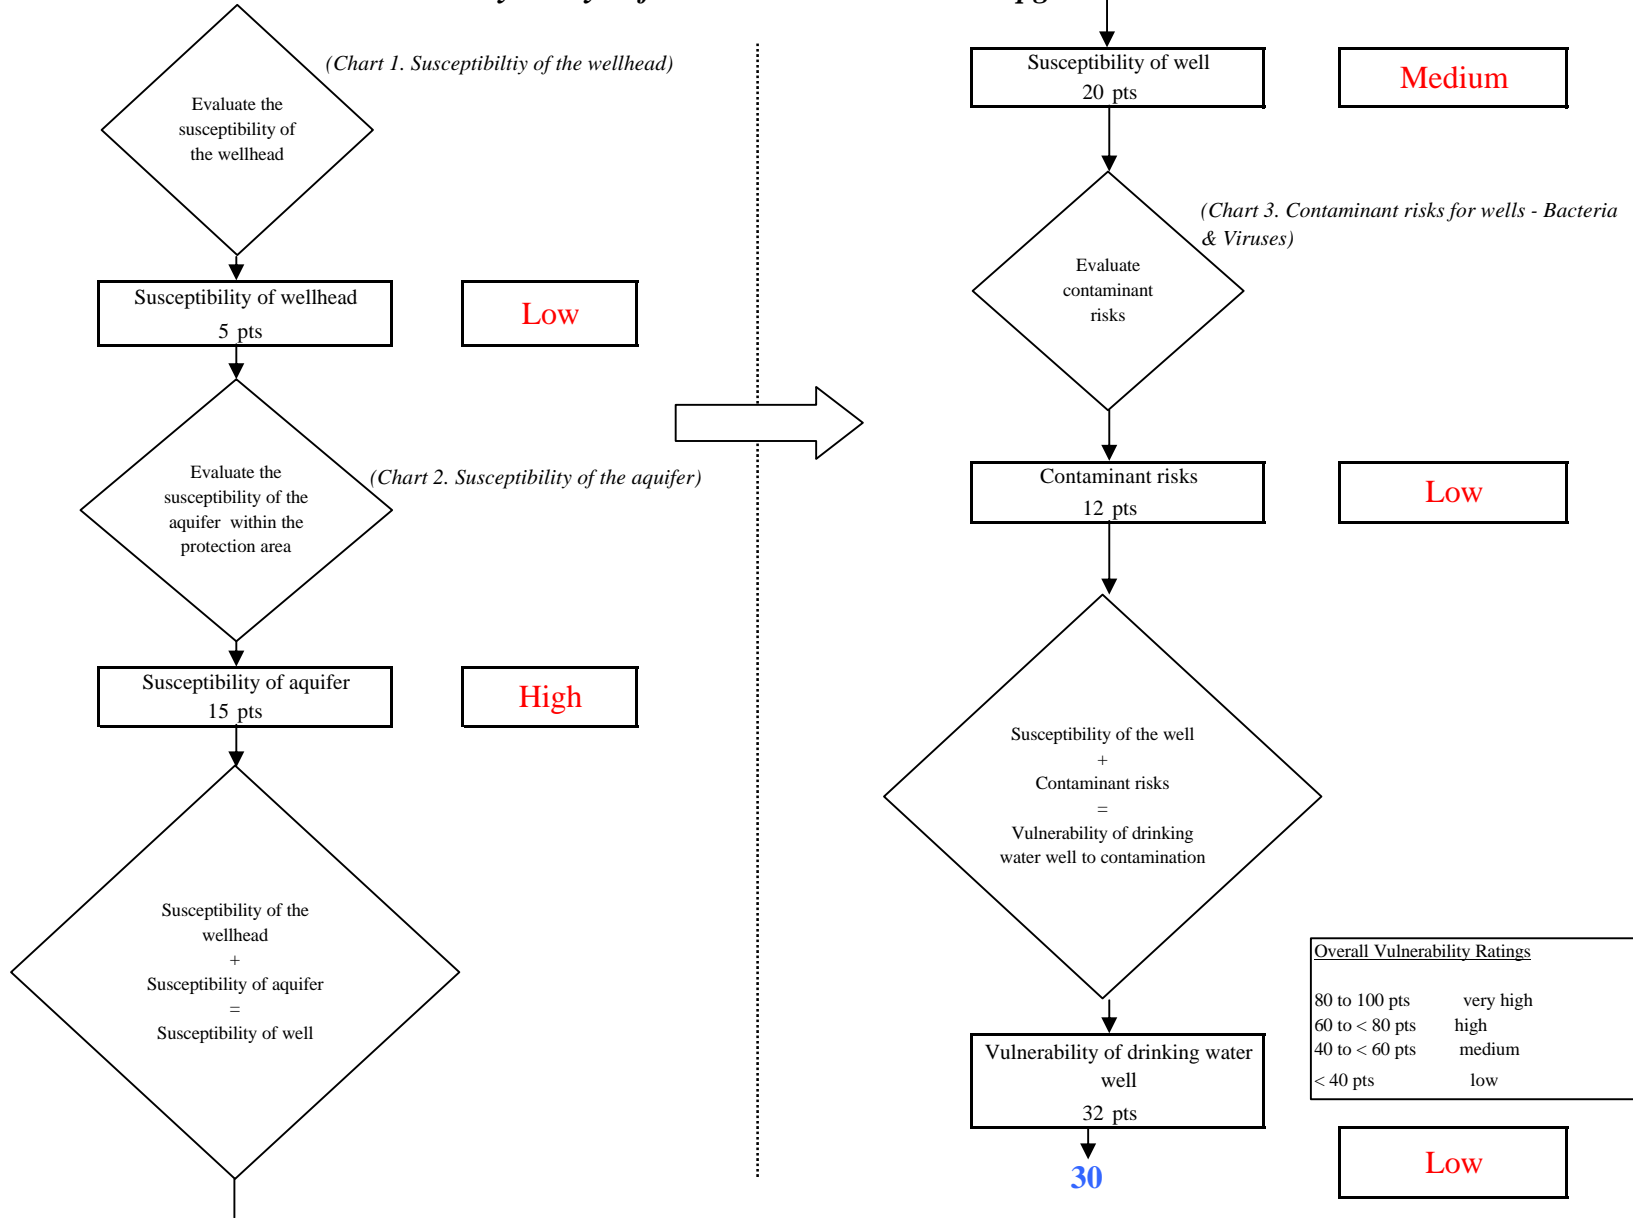 (Chart 1. Susceptibiltiy of the wellhead)
Evaluate the
susceptibility of
the wellhead
Susceptibility of wellhead
5 pts
Low
Evaluate the
susceptibility of the
aquifer within the
protection area
(Chart 2. Susceptibility of the aquifer)
Susceptibility of aquifer
15 pts
High
Susceptibility of the
wellhead
+
Susceptibility of aquifer
=
Susceptibility of well
Susceptibility of well
20 pts
Medium
(Chart 3. Contaminant risks for wells - Bacteria
& Viruses)
Evaluate
contaminant
risks
Contaminant risks
12 pts
Low
Susceptibility of the well
+
Contaminant risks
=
Vulnerability of drinking
water well to contamination
Overall Vulnerability Ratings
80 to 100 pts very high
60 to < 80 pts high
40 to < 60 pts medium
< 40 pts low
Vulnerability of drinking water
well
32 pts
30
Low